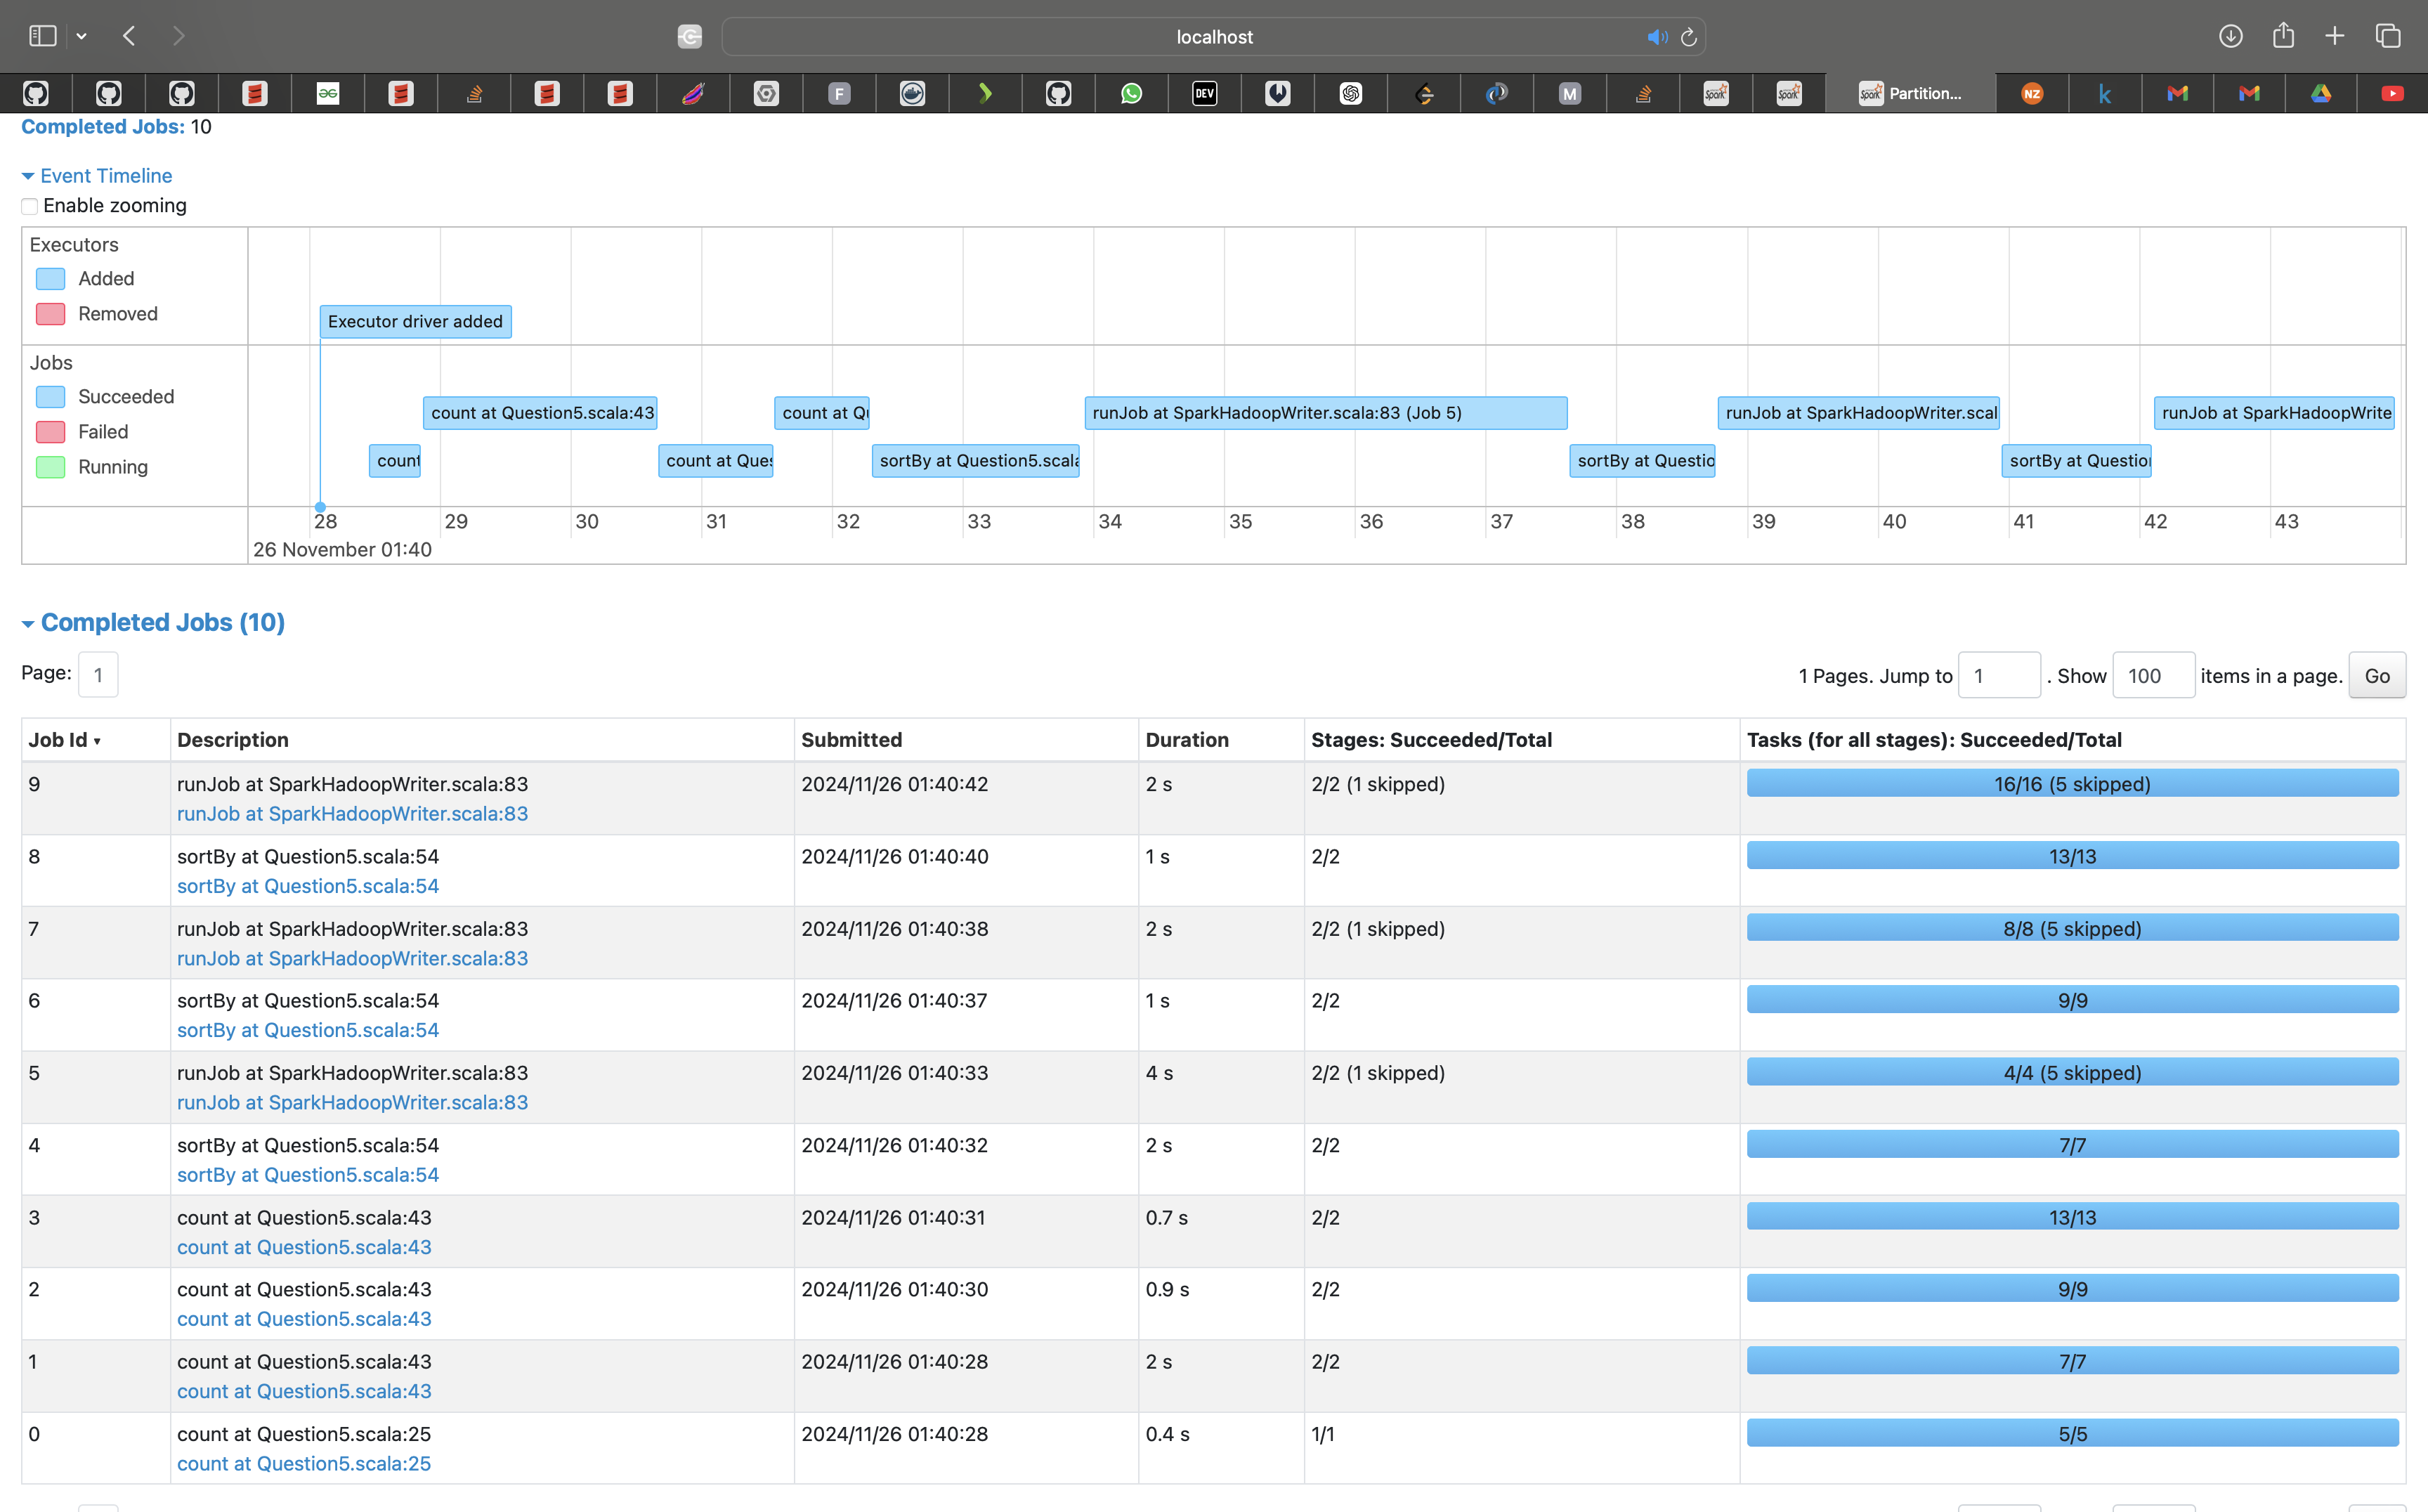 localhost
Partition...
Completed Jobs: 10
Event Timeline
Enable zooming
Executors
Added
Removed
Executor driver added
Jobs
Succeeded
Failed
Running
count at Question5.scala:43
count at Qu
runJob at SparkHadoopWriter.scala:83 (Job 5)
runJob at SparkHadoopWriter.scal
runJob at SparkHadoopWrite
count
count at Ques
sortBy at Question5.scala
sortBy at Questio
sortBy at Question
28 29 30 31 32 33 34 35 36 37 38 39 40 41 42 43
26 November 01:40
Completed Jobs (10)
Page: 1
1 Pages. Jump to 1 . Show 100 items in a page. Go
Job Id Description Submitted Duration Stages: Succeeded/Total Tasks (for all stages): Succeeded/Total
9 runJob at SparkHadoopWriter.scala:83 2024/11/26 01:40:42 2 s 2/2 (1 skipped) 16/16 (5 skipped)
runJob at SparkHadoopWriter.scala:83
8 sortBy at Question5.scala:54 2024/11/26 01:40:40 1 s 2/2 13/13
sortBy at Question5.scala:54
7 runJob at SparkHadoopWriter.scala:83 2024/11/26 01:40:38 2 s 2/2 (1 skipped) 8/8 (5 skipped)
runJob at SparkHadoopWriter.scala:83
6 sortBy at Question5.scala:54 2024/11/26 01:40:37 1 s 2/2 9/9
sortBy at Question5.scala:54
5 runJob at SparkHadoopWriter.scala:83 2024/11/26 01:40:33 4 s 2/2 (1 skipped) 4/4 (5 skipped)
runJob at SparkHadoopWriter.scala:83
4 sortBy at Question5.scala:54 2024/11/26 01:40:32 2 s 2/2 7/7
sortBy at Question5.scala:54
3 count at Question5.scala:43 2024/11/26 01:40:31 0.7 s 2/2 13/13
count at Question5.scala:43
2 count at Question5.scala:43 2024/11/26 01:40:30 0.9 s 2/2 9/9
count at Question5.scala:43
1 count at Question5.scala:43 2024/11/26 01:40:28 2 s 2/2 7/7
count at Question5.scala:43
0 count at Question5.scala:25 2024/11/26 01:40:28 0.4 s 1/1 5/5
count at Question5.scala:25